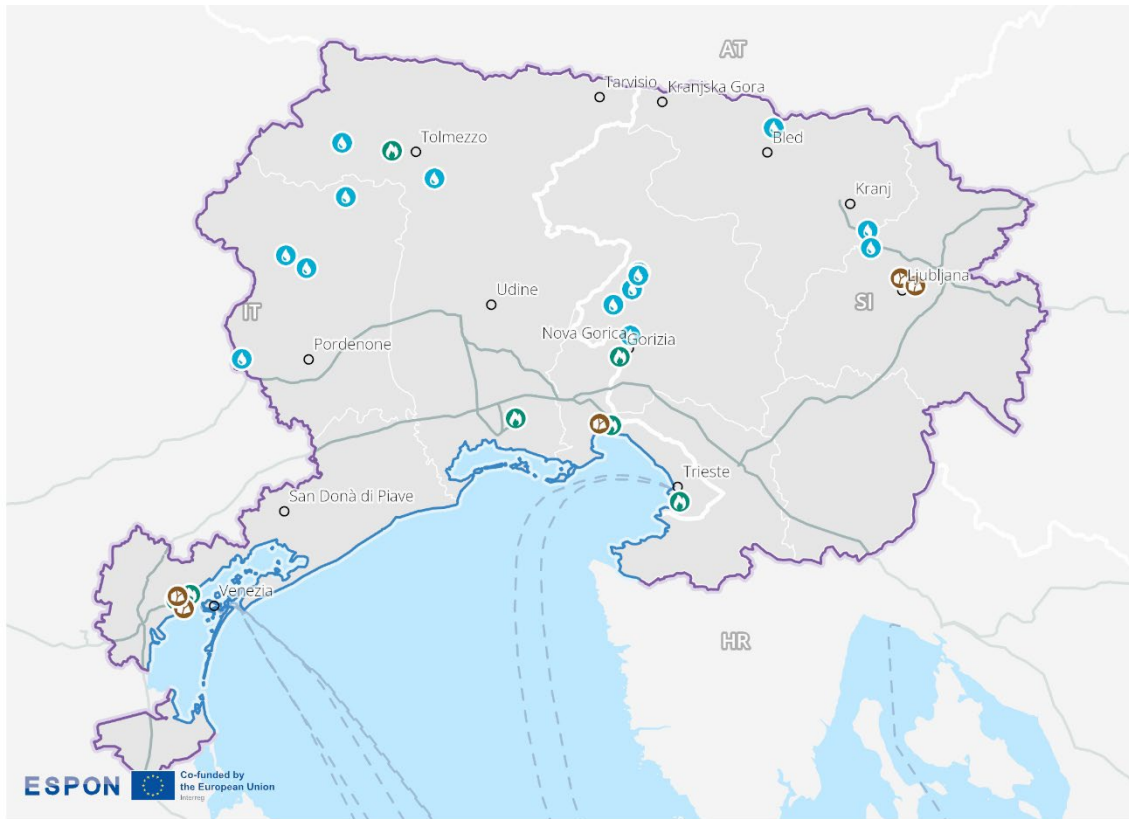 AT
Tarvisio
Kranjska Gora
Tolmezzo
Bled
Kranj
Ljubljana
SI
Udine
IT
Nova Gorica
Gorizia
Pordenone
Trieste
San Donà di Piave
Venezia
HR
ESPON
Co-funded by
the European Union
Interreg